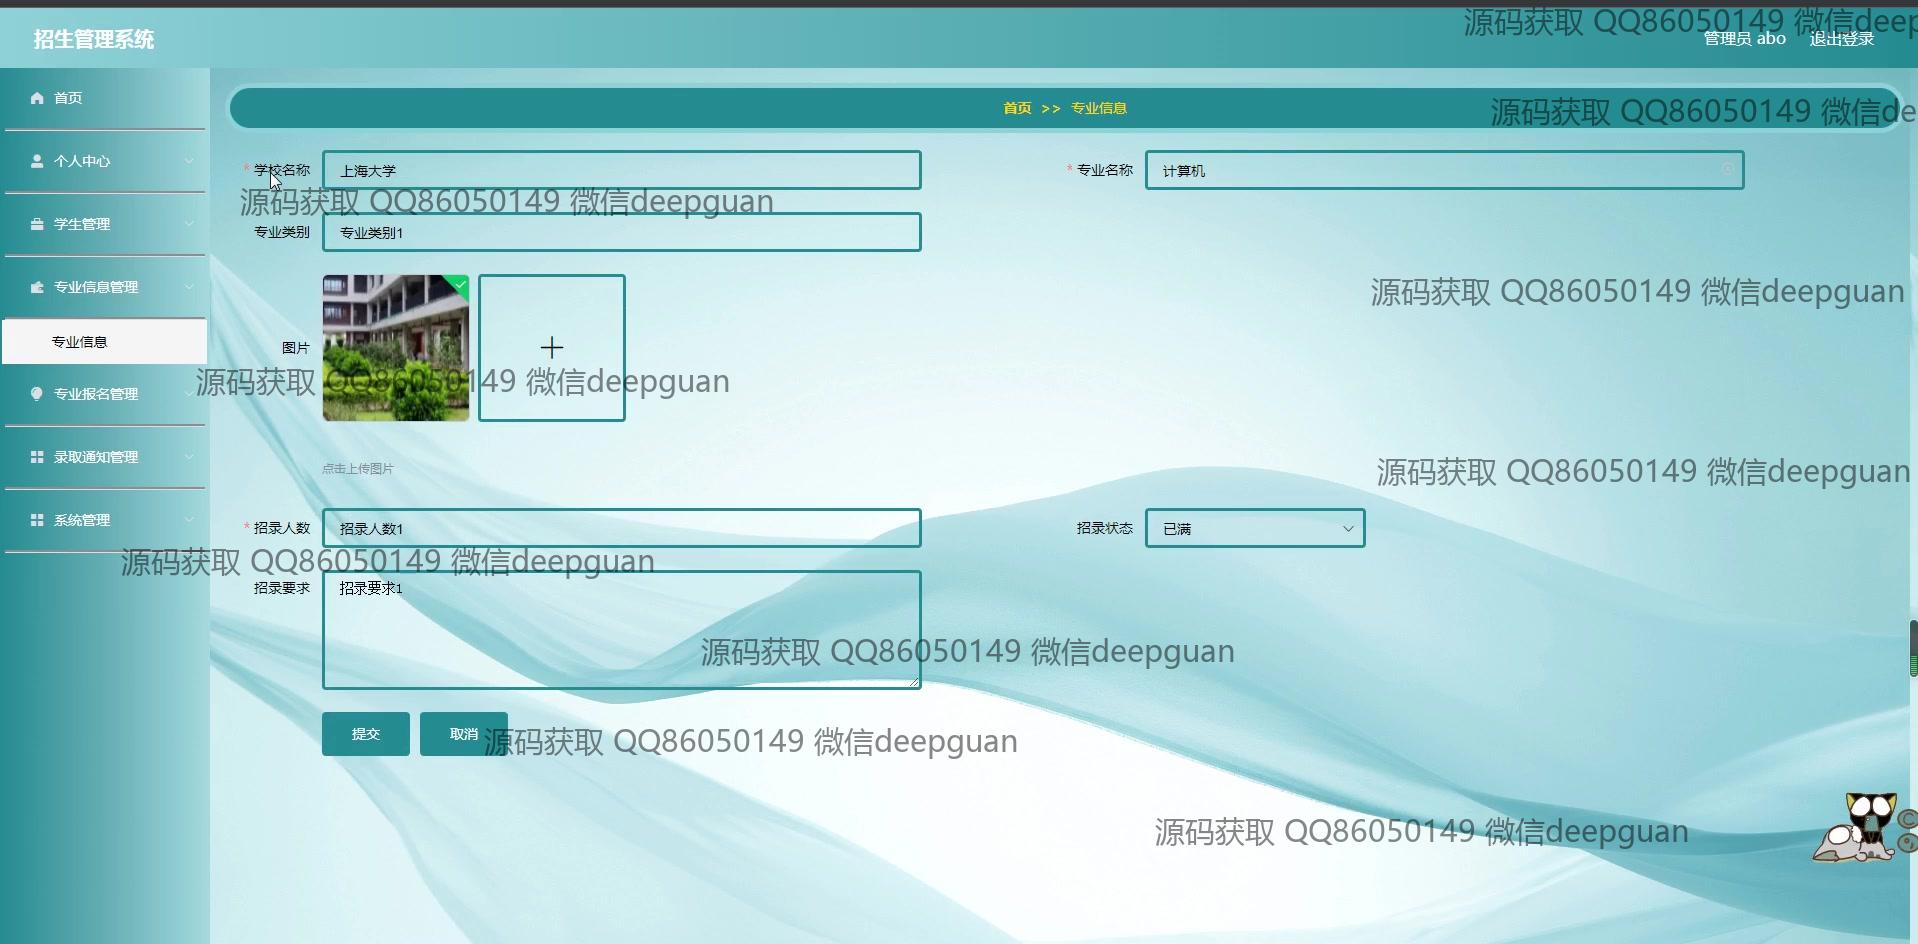 源码获取 QQ86050149 微信deep
招生管理系统
管理员 abo 退出登录
首页
首页 >> 专业信息
源码获取 QQ86050149 微信de
个人中心
* 学校名称 上海大学
* 专业名称 计算机
源码获取 QQ86050149 微信deepguan
学生管理
专业类别 专业类别1
专业信息管理
源码获取 QQ86050149 微信deepguan
专业信息
图片
源码获取 QQ86050149 微信deepguan
专业报名管理
录取通知管理
点击上传图片
源码获取 QQ86050149 微信deepguan
系统管理
* 招录人数 招录人数1
招录状态 已满
源码获取 QQ86050149 微信deepguan
招录要求 招录要求1
源码获取 QQ86050149 微信deepguan
提交 取消
源码获取 QQ86050149 微信deepguan
源码获取 QQ86050149 微信deepguan